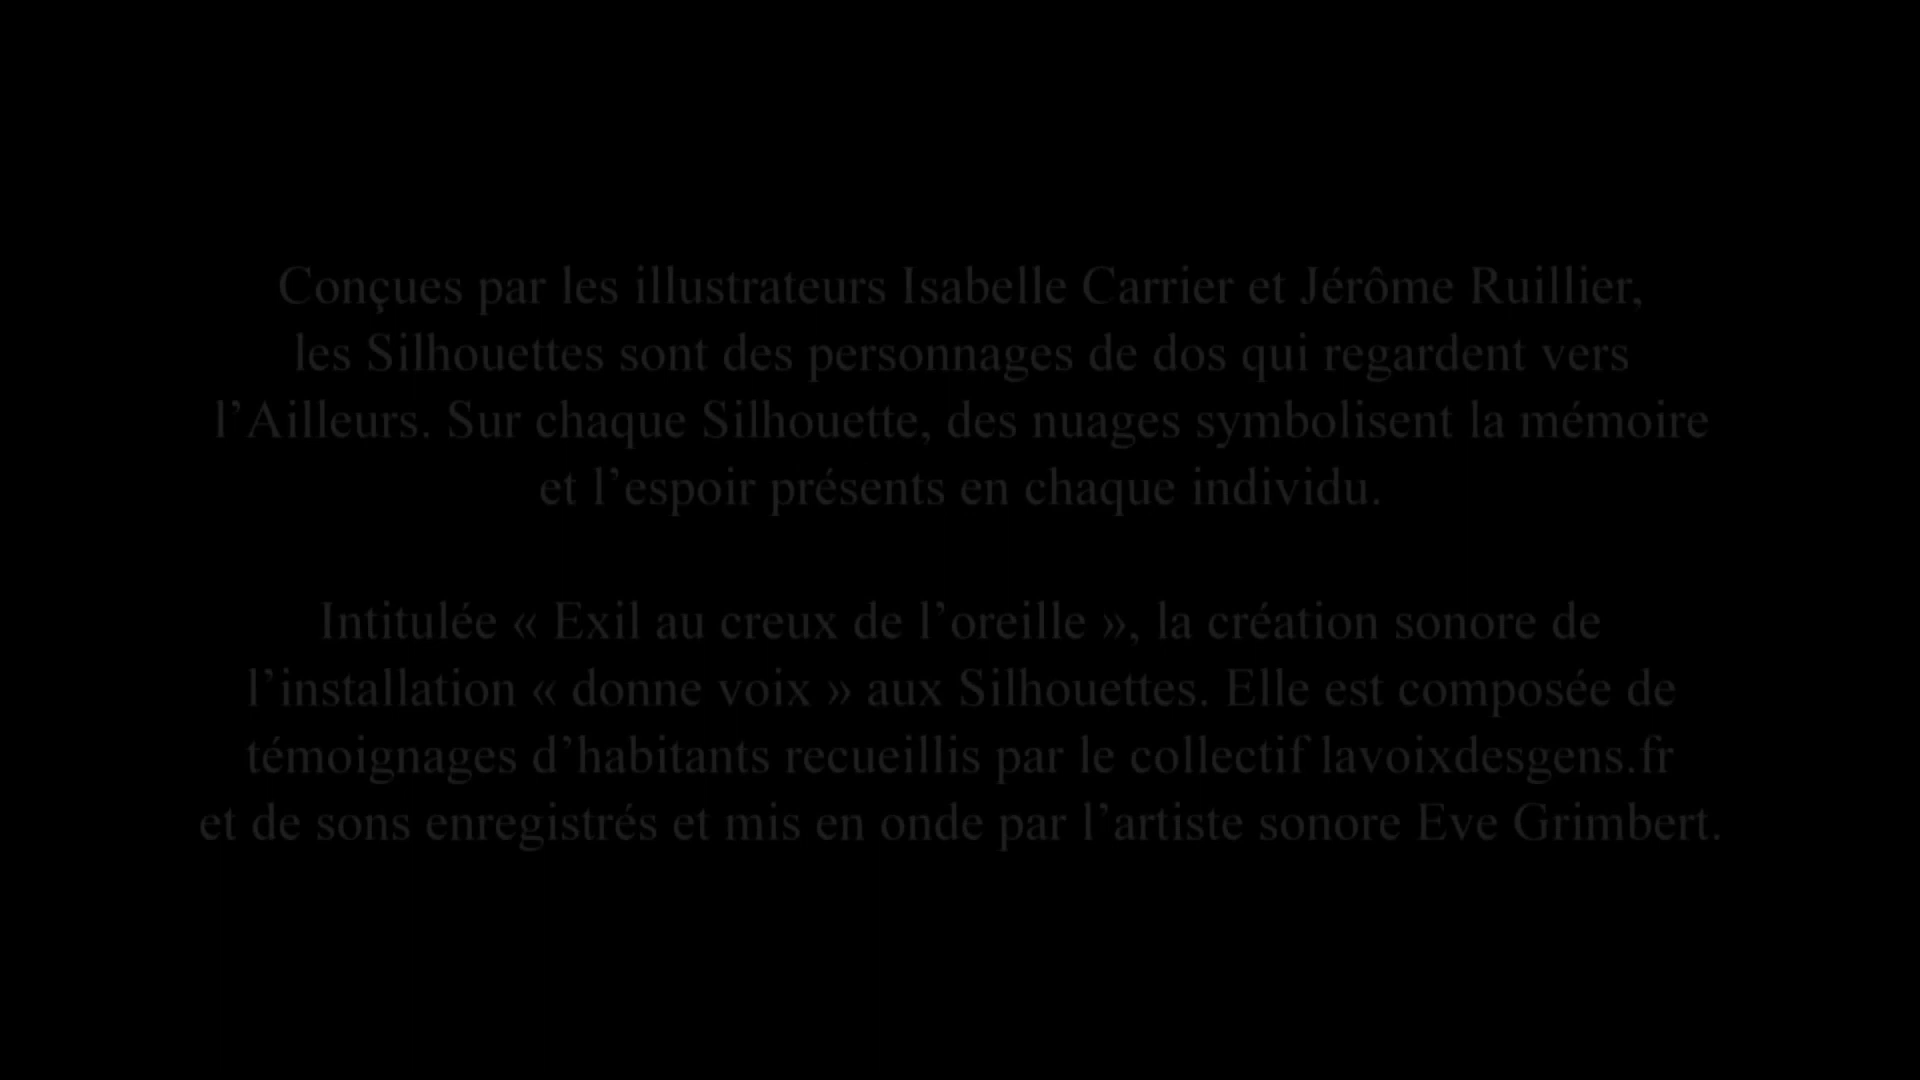 Conçues par les illustrateurs Isabelle Carrier et Jérôme Ruillier,
les Silhouettes sont des personnages de dos qui regardent vers
l’Ailleurs. Sur chaque Silhouette, des nuages symbolisent la mémoire
et l’espoir présents en chaque individu.
Intitulée « Exil au creux de l’oreille », la création sonore de
l’installation « donne voix » aux Silhouettes. Elle est composée de
témoignages d’habitants recueillis par le collectif lavoixdesgens.fr
et de sons enregistrés et mis en onde par l’artiste sonore Eve Grimbert.